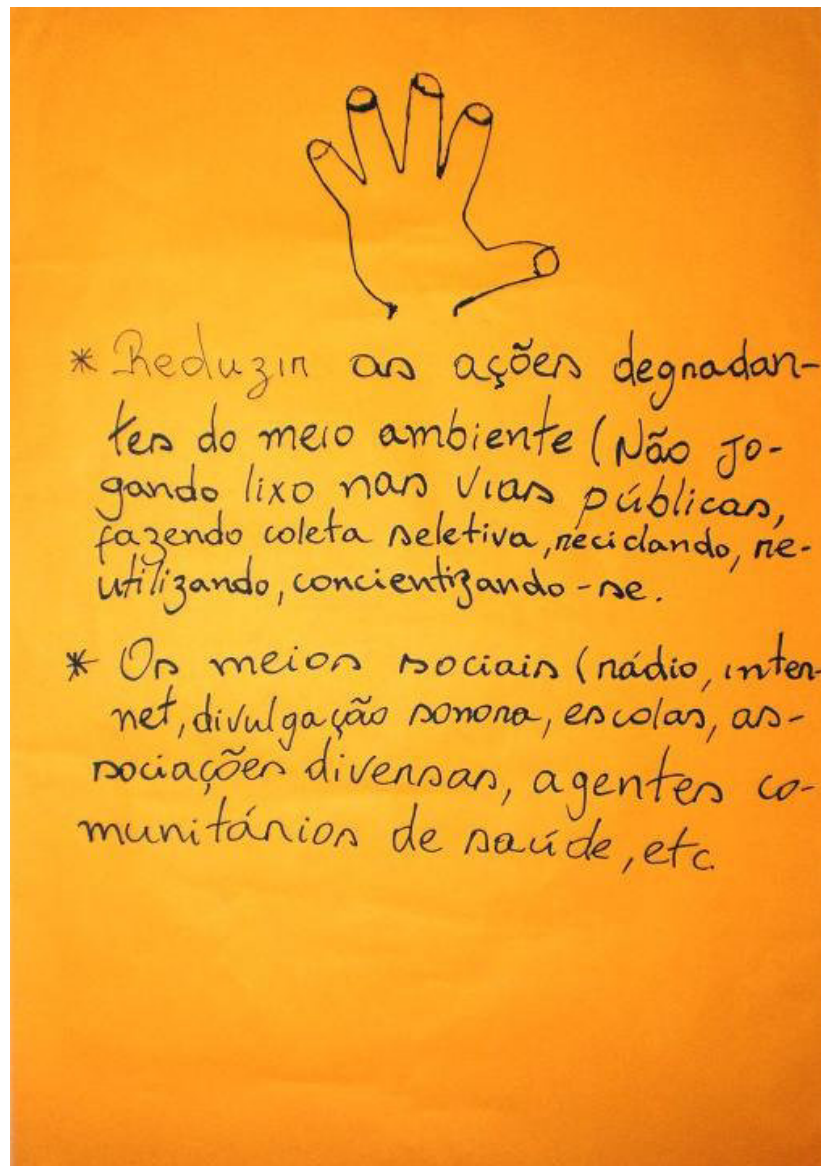 * Reduzir as ações degradan-
tes do meio ambiente (Não jo-
gando lixo nas vias públicas,
fazendo coleta seletiva, reciclando, re-
utilizando, concientizando-se.
* Os meios sociais (rádio, inter-
net, divulgação sonora, escolas, as-
sociações diversas, agentes co-
munitários de saúde, etc.